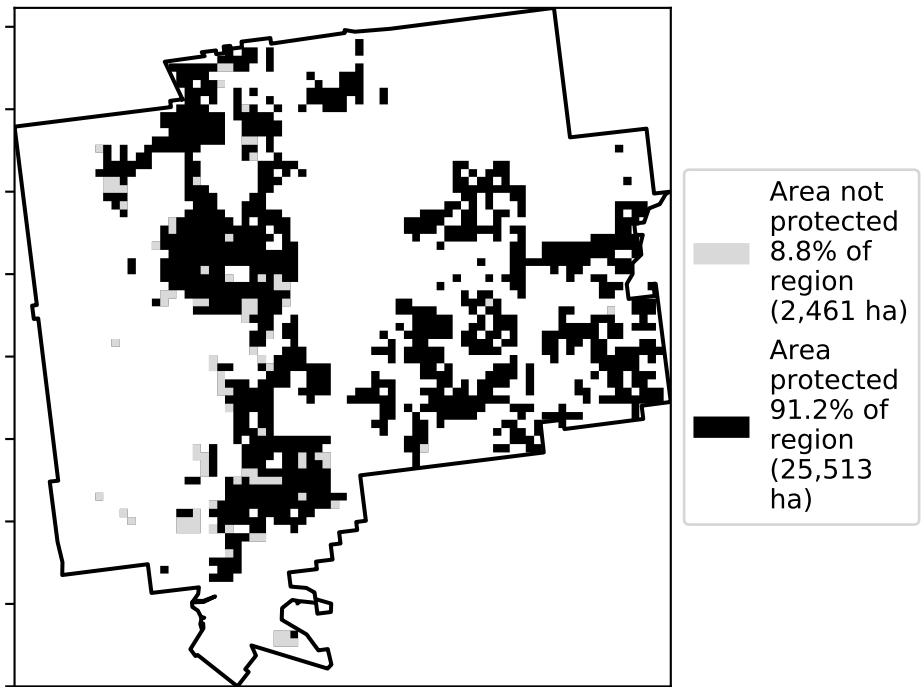 Area not
protected
8.8% of
region
(2,461 ha)
Area
protected
91.2% of
region
(25,513
ha)